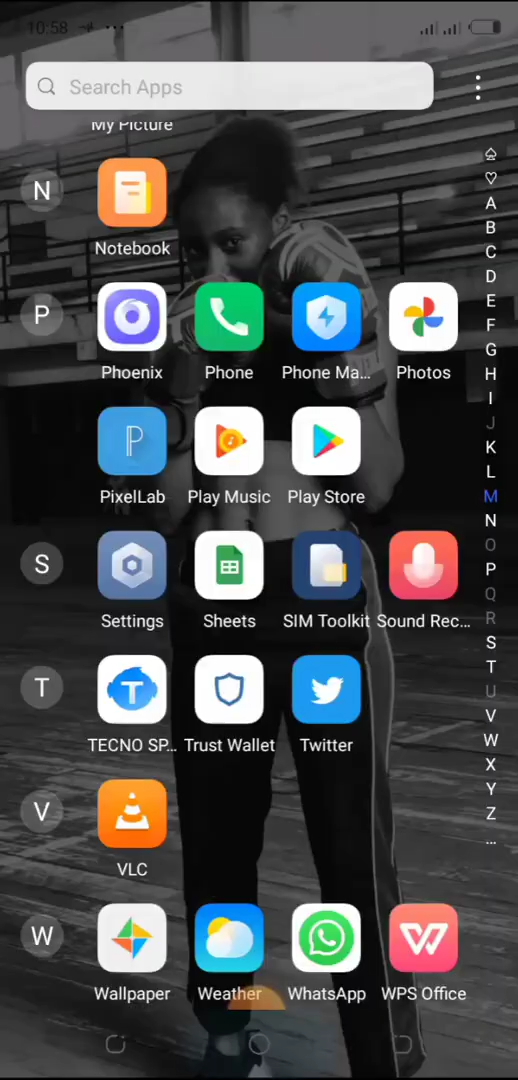 10:58
Search Apps
My Picture
N
Notebook
P
Phoenix Phone Phone Ma... Photos
PixelLab Play Music Play Store
S
Settings Sheets SIM Toolkit Sound Rec...
T
TECNO SP... Trust Wallet Twitter
V
VLC
W
Wallpaper Weather WhatsApp WPS Office
A
B
C
D
E
F
G
H
I
J
K
L
M
N
O
P
Q
R
S
T
U
V
W
X
Y
Z
...